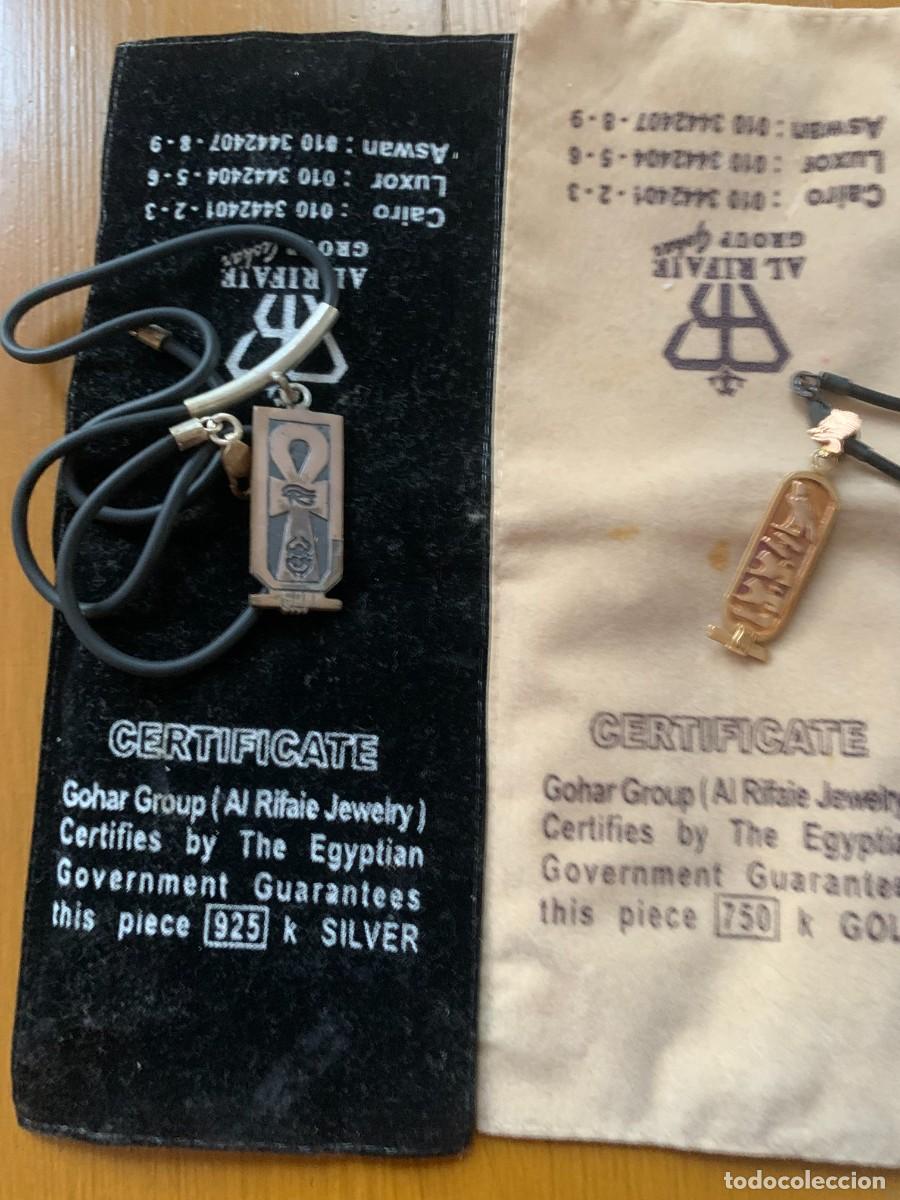 Aswan : 010 3442407 - 8 - 9
Luxor : 010 3442404 - 5 - 6
Cairo : 010 3442401 - 2 - 3
GROUP Gohar
AL RIFAIE
CERTIFICATE
Gohar Group ( Al Rifaie Jewelry )
Certifies by The Egyptian
Government Guarantees
this piece 925 k SILVER
Aswan : 010 3442407 - 8 - 9
Luxor : 010 3442404 - 5 - 6
Cairo : 010 3442401 - 2 - 3
GROUP Gohar
AL RIFAIE
CERTIFICATE
Gohar Group ( Al Rifaie Jewelry
Certifies by The Egyptia
Government Guarantee
this piece 750 k GOL
todocoleccion